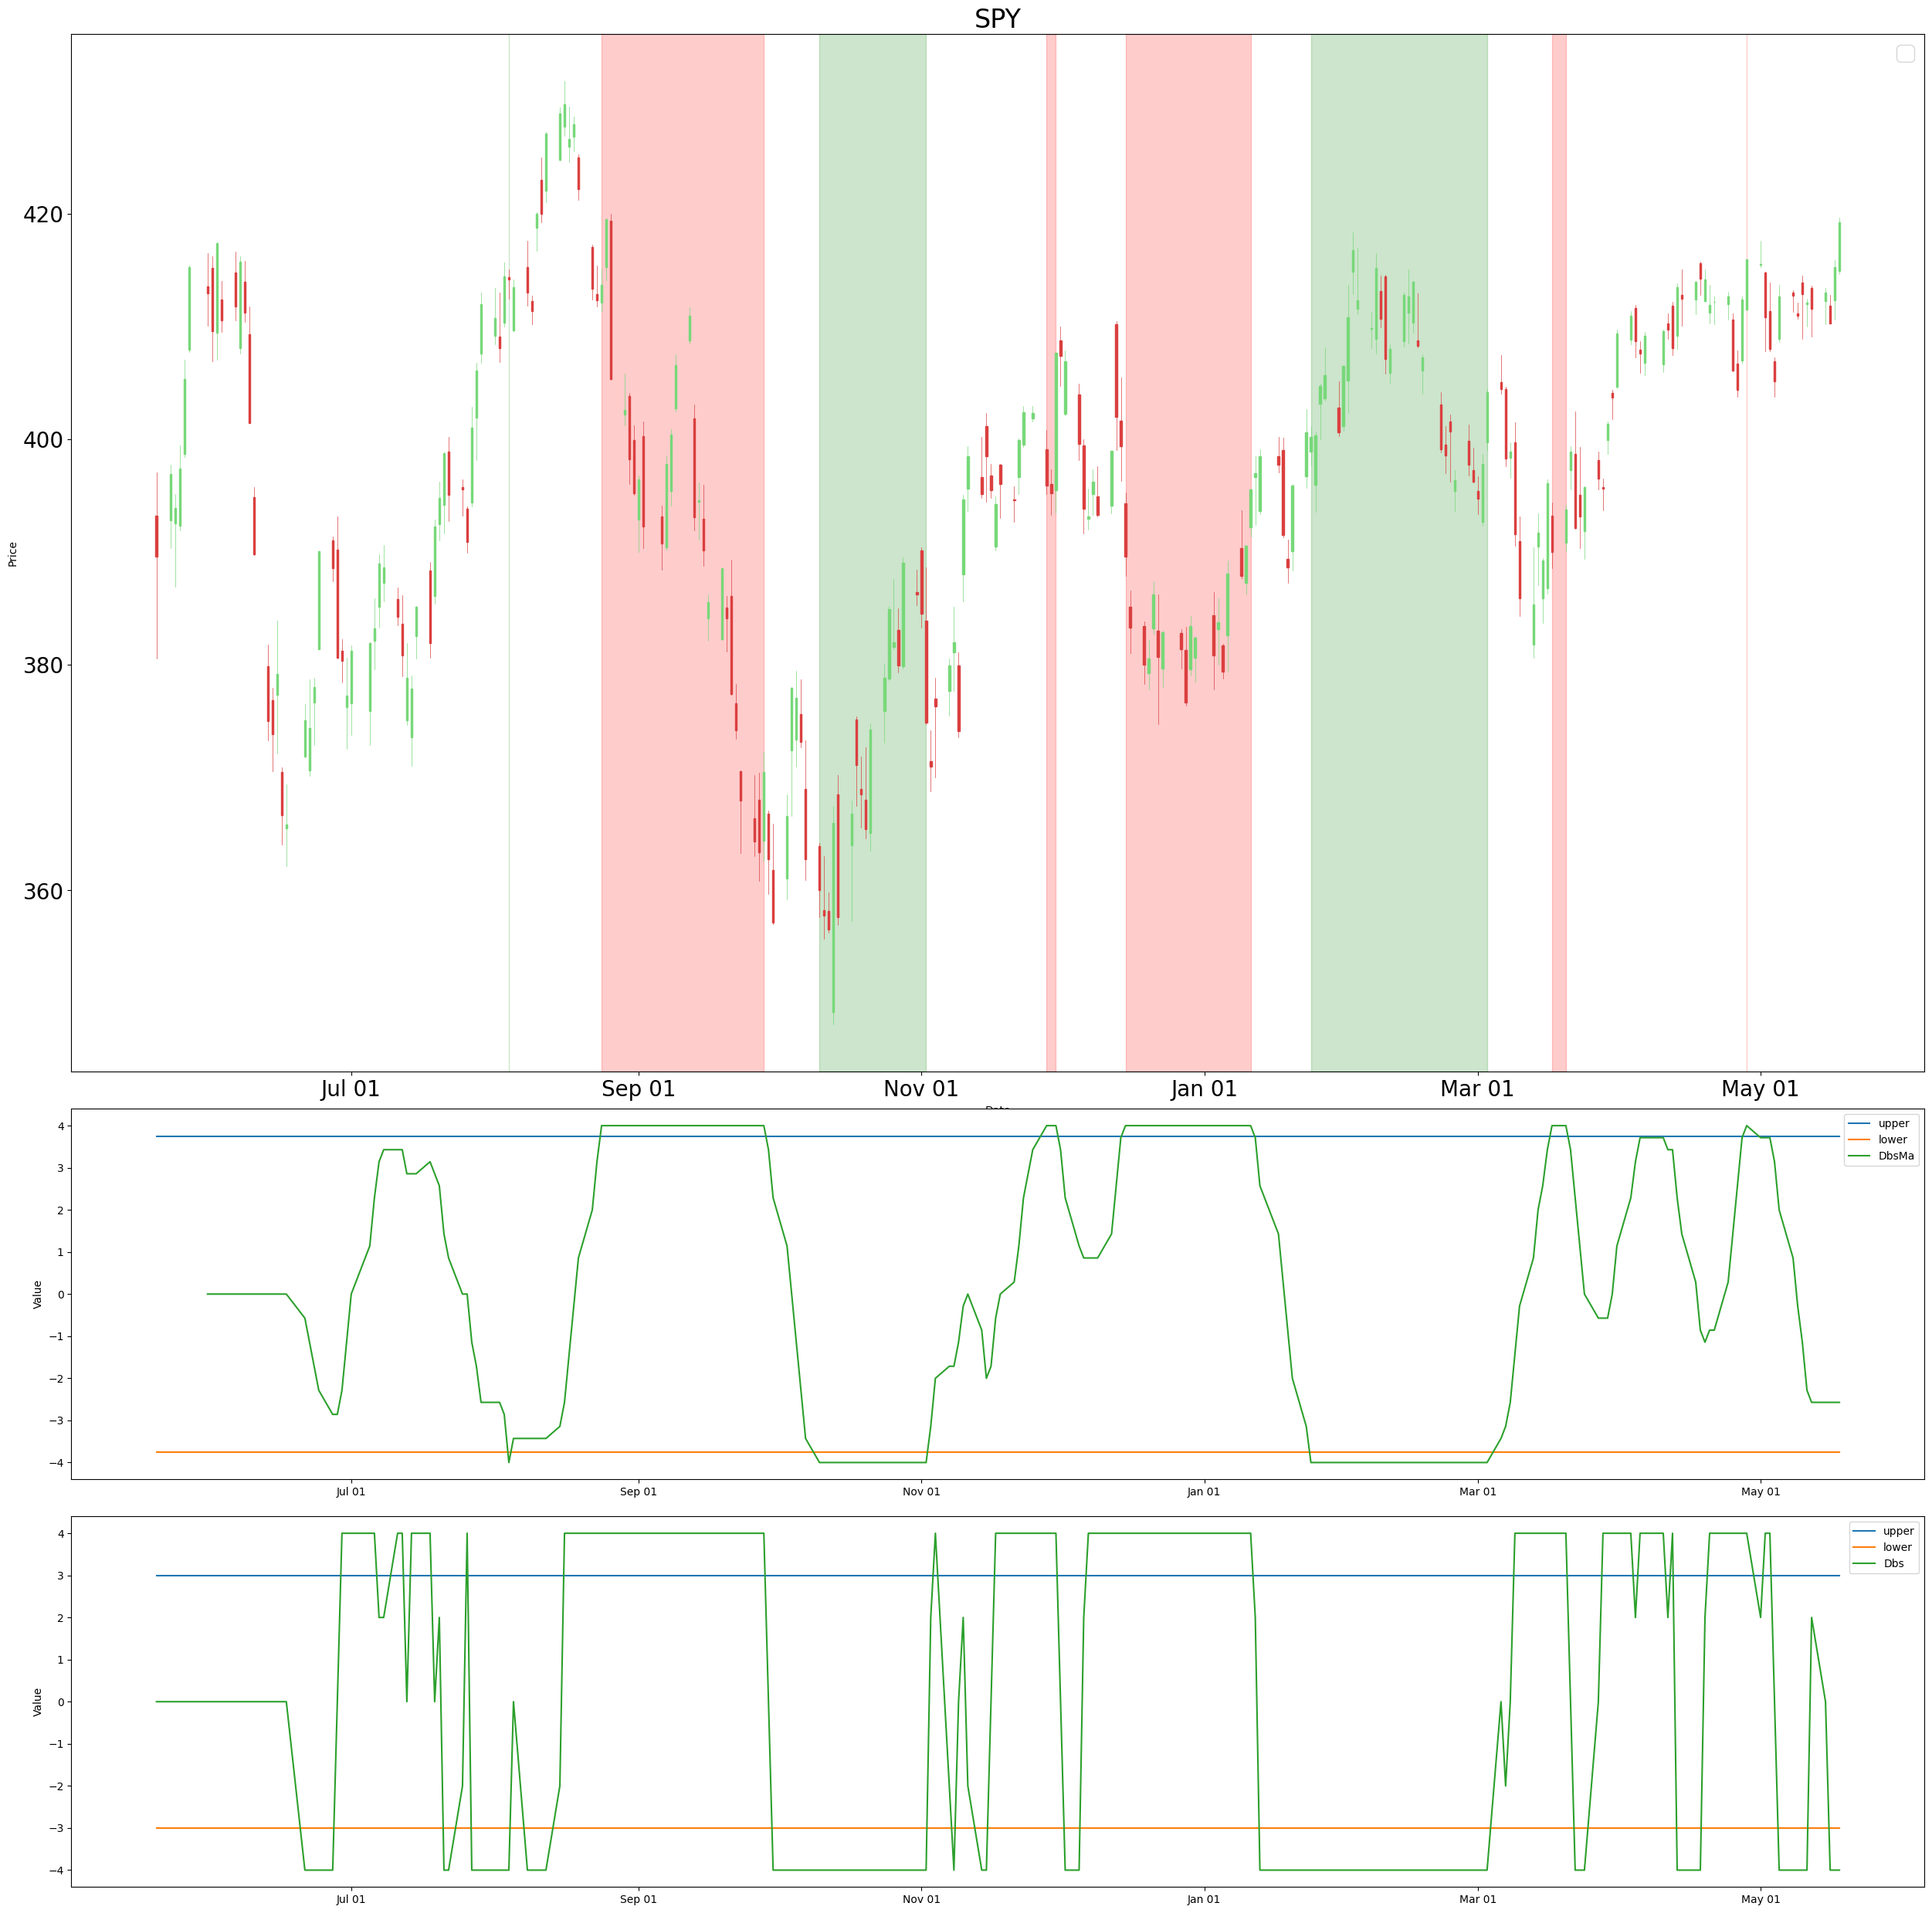 SPY
Price
420
400
380
360
Jul 01
Sep 01
Nov 01
Jan 01
Mar 01
May 01
Date
Value
4
3
2
1
0
−1
−2
−3
−4
upper
lower
DbsMa
Jul 01
Sep 01
Nov 01
Jan 01
Mar 01
May 01
Value
4
3
2
1
0
−1
−2
−3
−4
upper
lower
Dbs
Jul 01
Sep 01
Nov 01
Jan 01
Mar 01
May 01